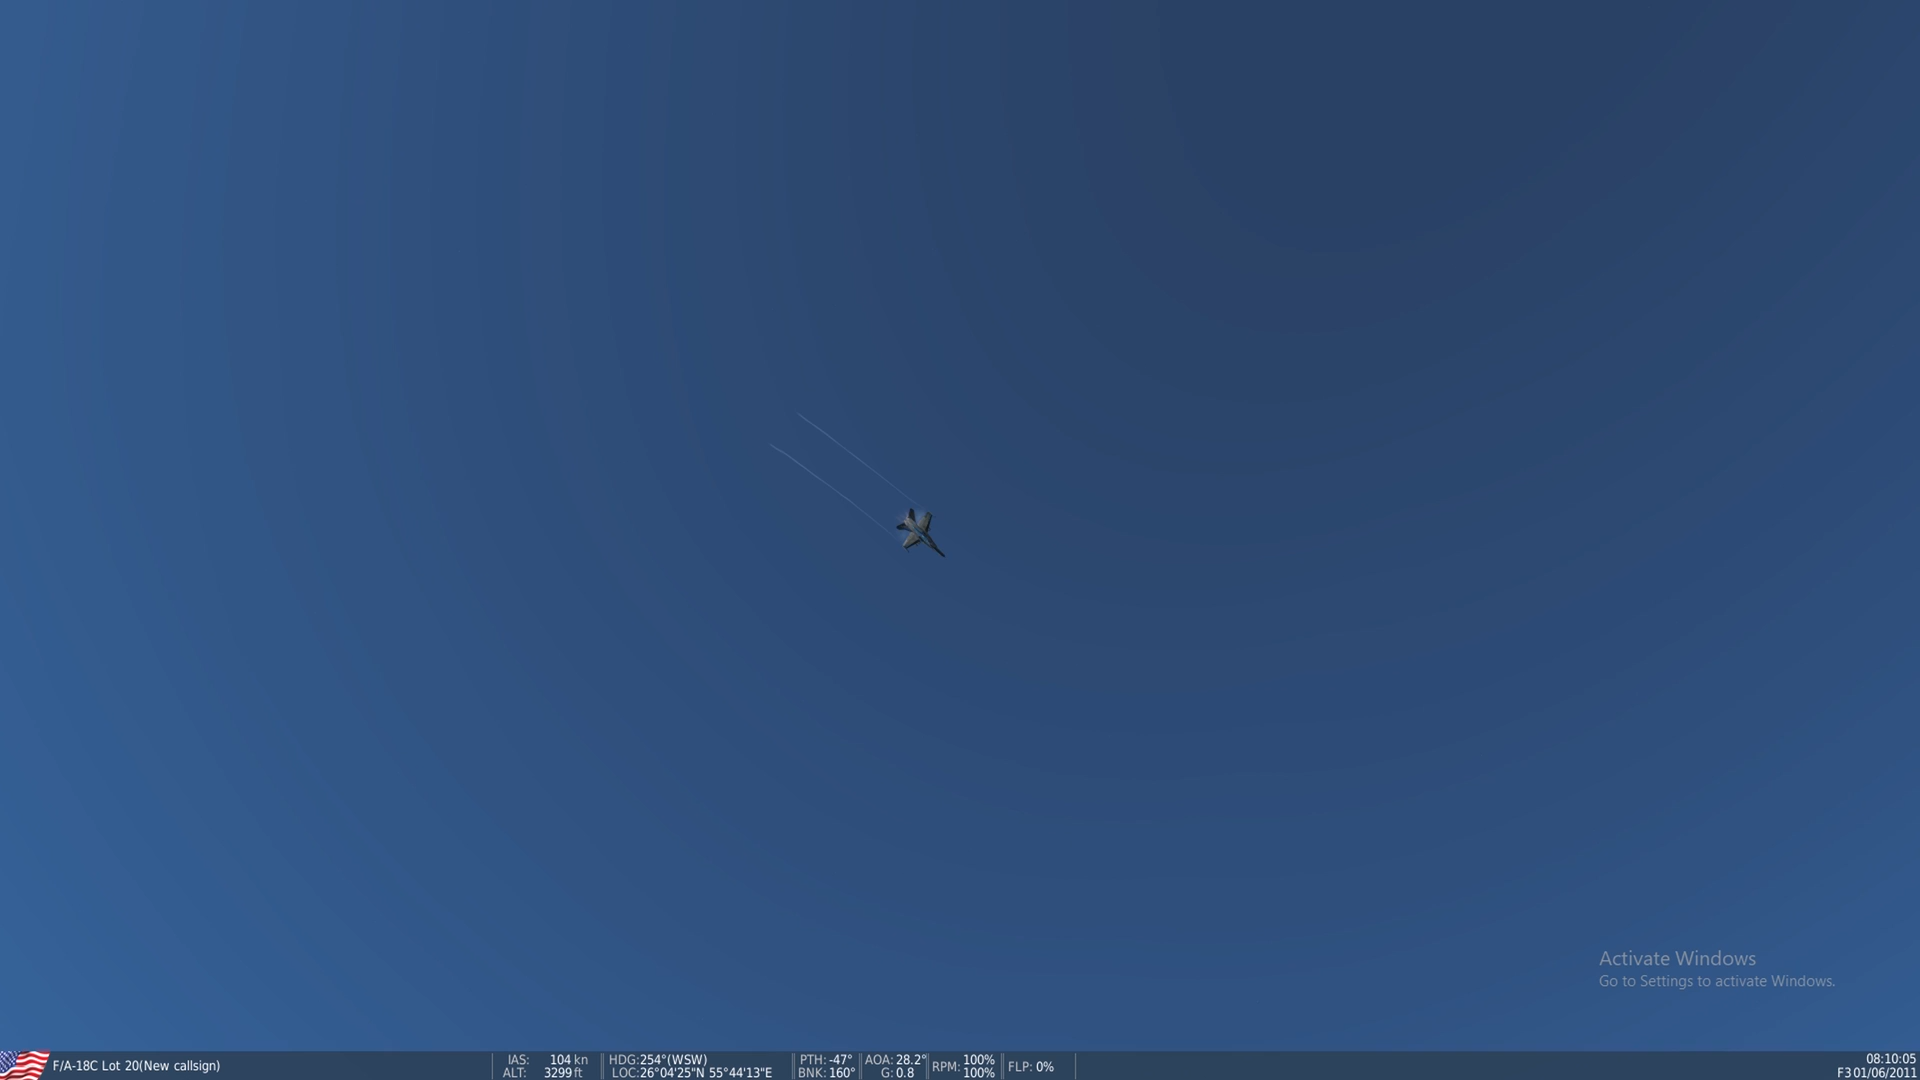 Activate Windows
Go to Settings to activate Windows.
F/A-18C Lot 20(New callsign)
IAS: 104 kn HDG:254°(WSW) PTH: -47° AOA: 28.2° RPM: 100% FLP: 0% 08:10:05
ALT: 3299 ft LOC:26°04'25"N 55°44'13"E BNK: 160° G: 0.8 100% F3 01/06/2011